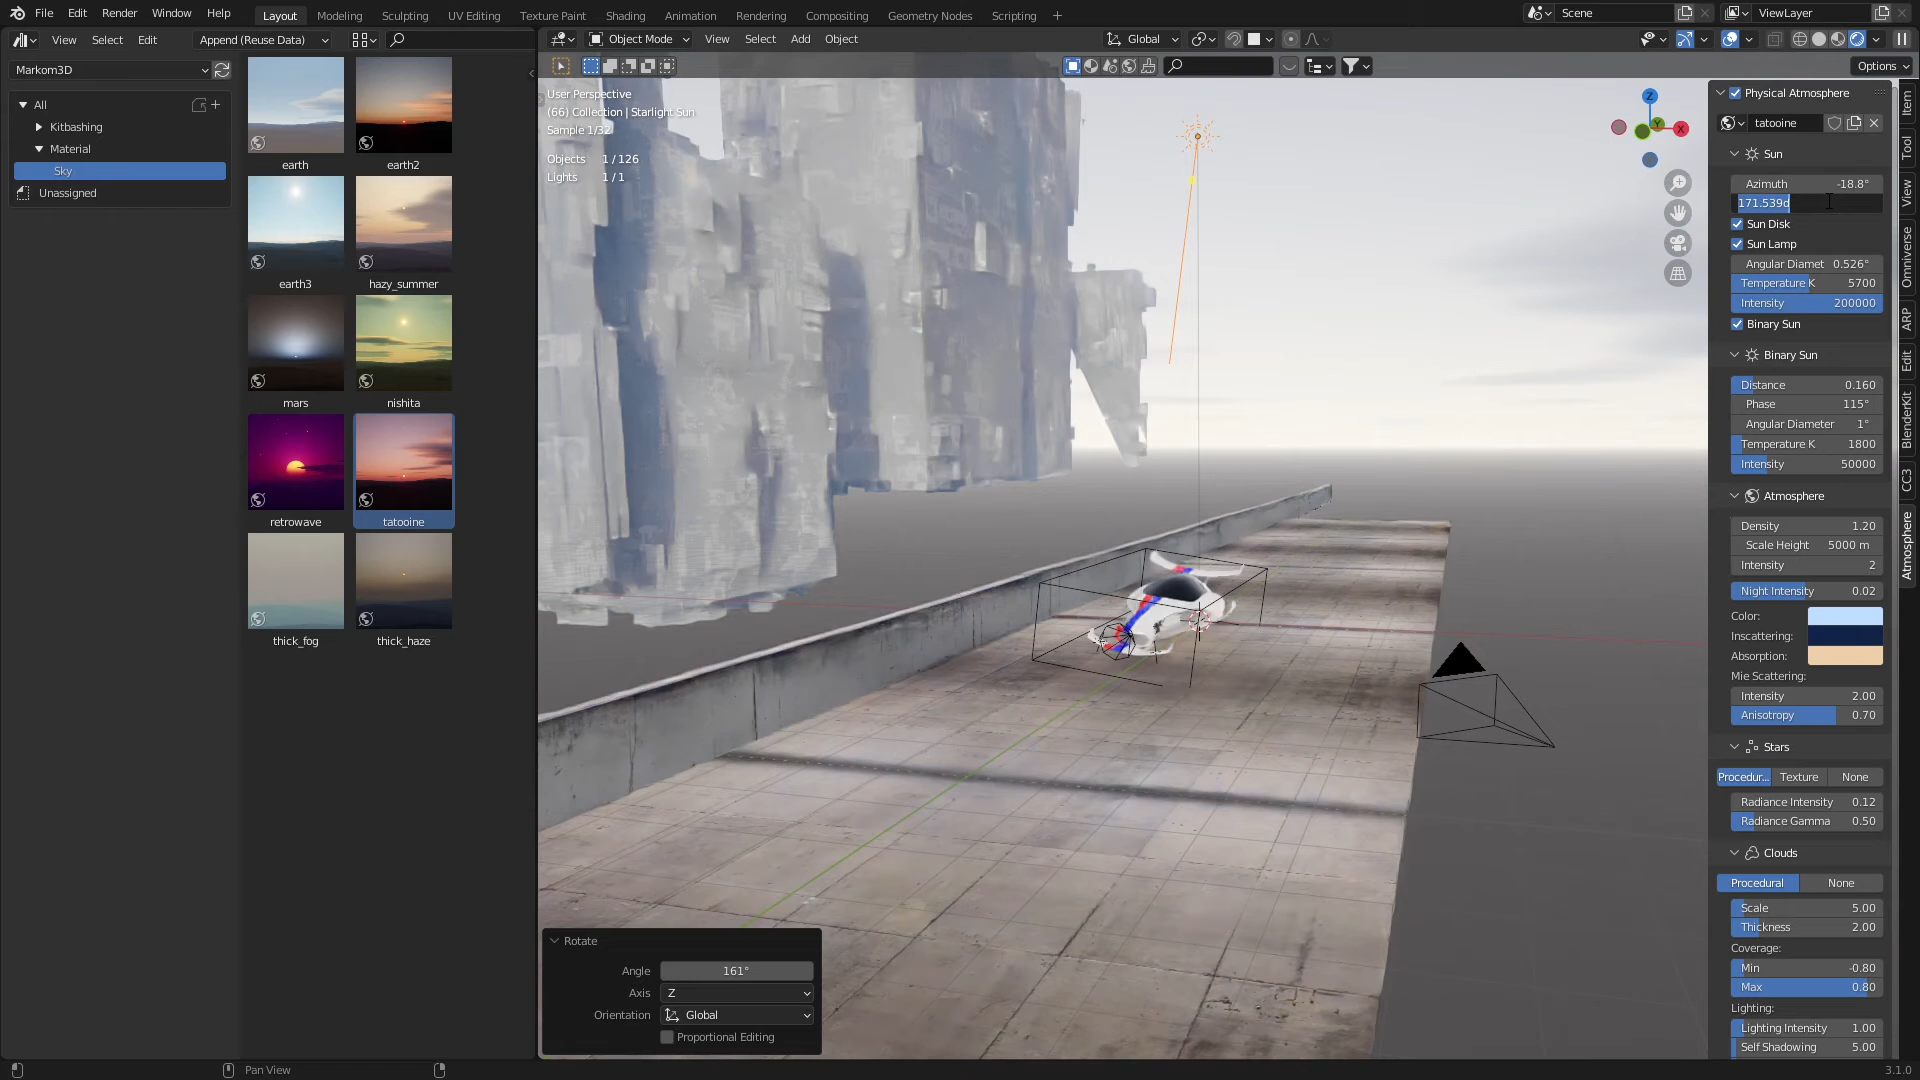 File Edit Render Window Help
Layout Modeling Sculpting UV Editing Texture Paint Shading Animation Rendering Compositing Geometry Nodes Scripting +
Scene
ViewLayer
View Select Edit
Append (Reuse Data)
Object Mode View Select Add Object
Global
Options
Markom3D
All
Kitbashing
Material
Sky
Unassigned
earth
earth2
earth3
hazy_summer
mars
nishita
retrowave
tatooine
thick_fog
thick_haze
User Perspective
(66) Collection | Starlight Sun
Sample 1/32
Objects 1 / 126
Lights 1 / 1
Z
Y
X
Rotate
Angle 161°
Axis Z
Orientation Global
Proportional Editing
Physical Atmosphere
tatooine
Sun
Azimuth -18.8°
171.539d
Sun Disk
Sun Lamp
Angular Diamet 0.526°
Temperature K 5700
Intensity 200000
Binary Sun
Binary Sun
Distance 0.160
Phase 115°
Angular Diameter 1°
Temperature K 1800
Intensity 50000
Atmosphere
Density 1.20
Scale Height 5000 m
Intensity 2
Night Intensity 0.02
Color:
Inscattering:
Absorption:
Mie Scattering:
Intensity 2.00
Anisotropy 0.70
Stars
Procedur... Texture None
Radiance Intensity 0.12
Radiance Gamma 0.50
Clouds
Procedural None
Scale 5.00
Thickness 2.00
Coverage:
Min -0.80
Max 0.80
Lighting:
Lighting Intensity 1.00
Self Shadowing 5.00
Item
Tool
View
Omniverse
ARP
Edit
BlenderKit
CC3
Atmosphere
Pan View
3.1.0